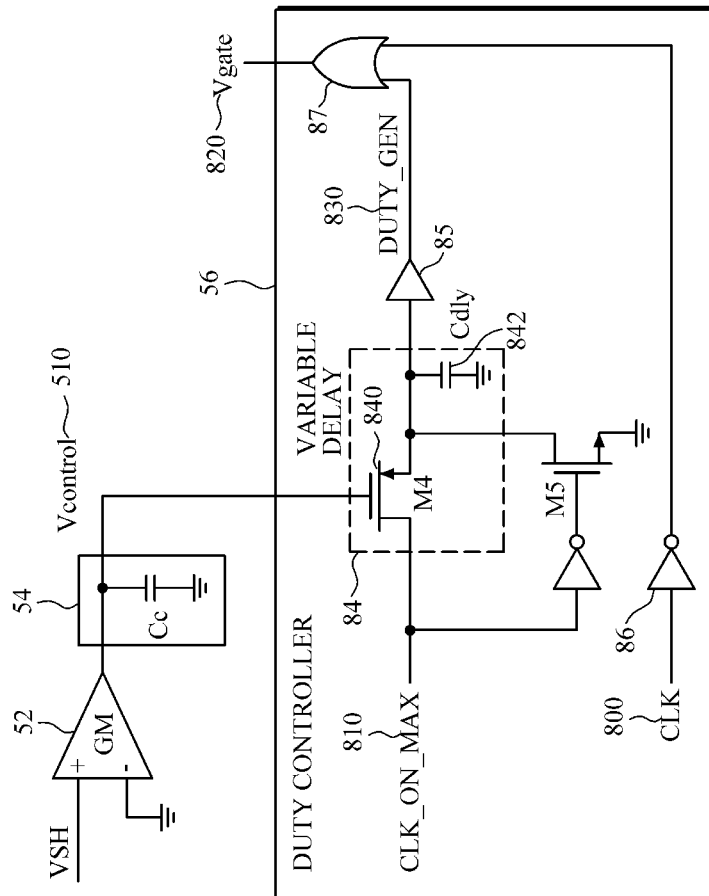 VSH
+
-
GM
52
54
Cc
Vcontrol
510
56
DUTY CONTROLLER
VARIABLE
DELAY
84
840
M4
842
Cdly
85
830
DUTY_GEN
820
Vgate
87
810
CLK_ON_MAX
M5
86
800
CLK